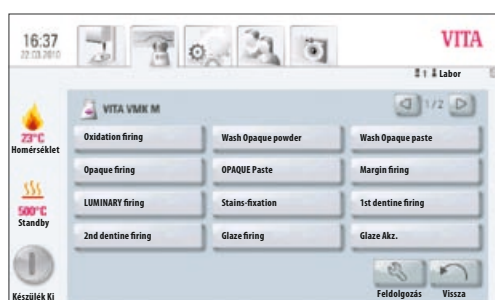 16:37
22.03.2010
VITA
1 Labor
VITA VMK M
1/2
23°C
Homérséklet
Oxidation firing
Wash Opaque powder
Wash Opaque paste
Opaque firing
OPAQUE Paste
Margin firing
500°C
Standby
LUMINARY firing
Stains-fixation
1st dentine firing
2nd dentine firing
Glaze firing
Glaze Akz.
Készülék Ki
Feldolgozás
Vissza